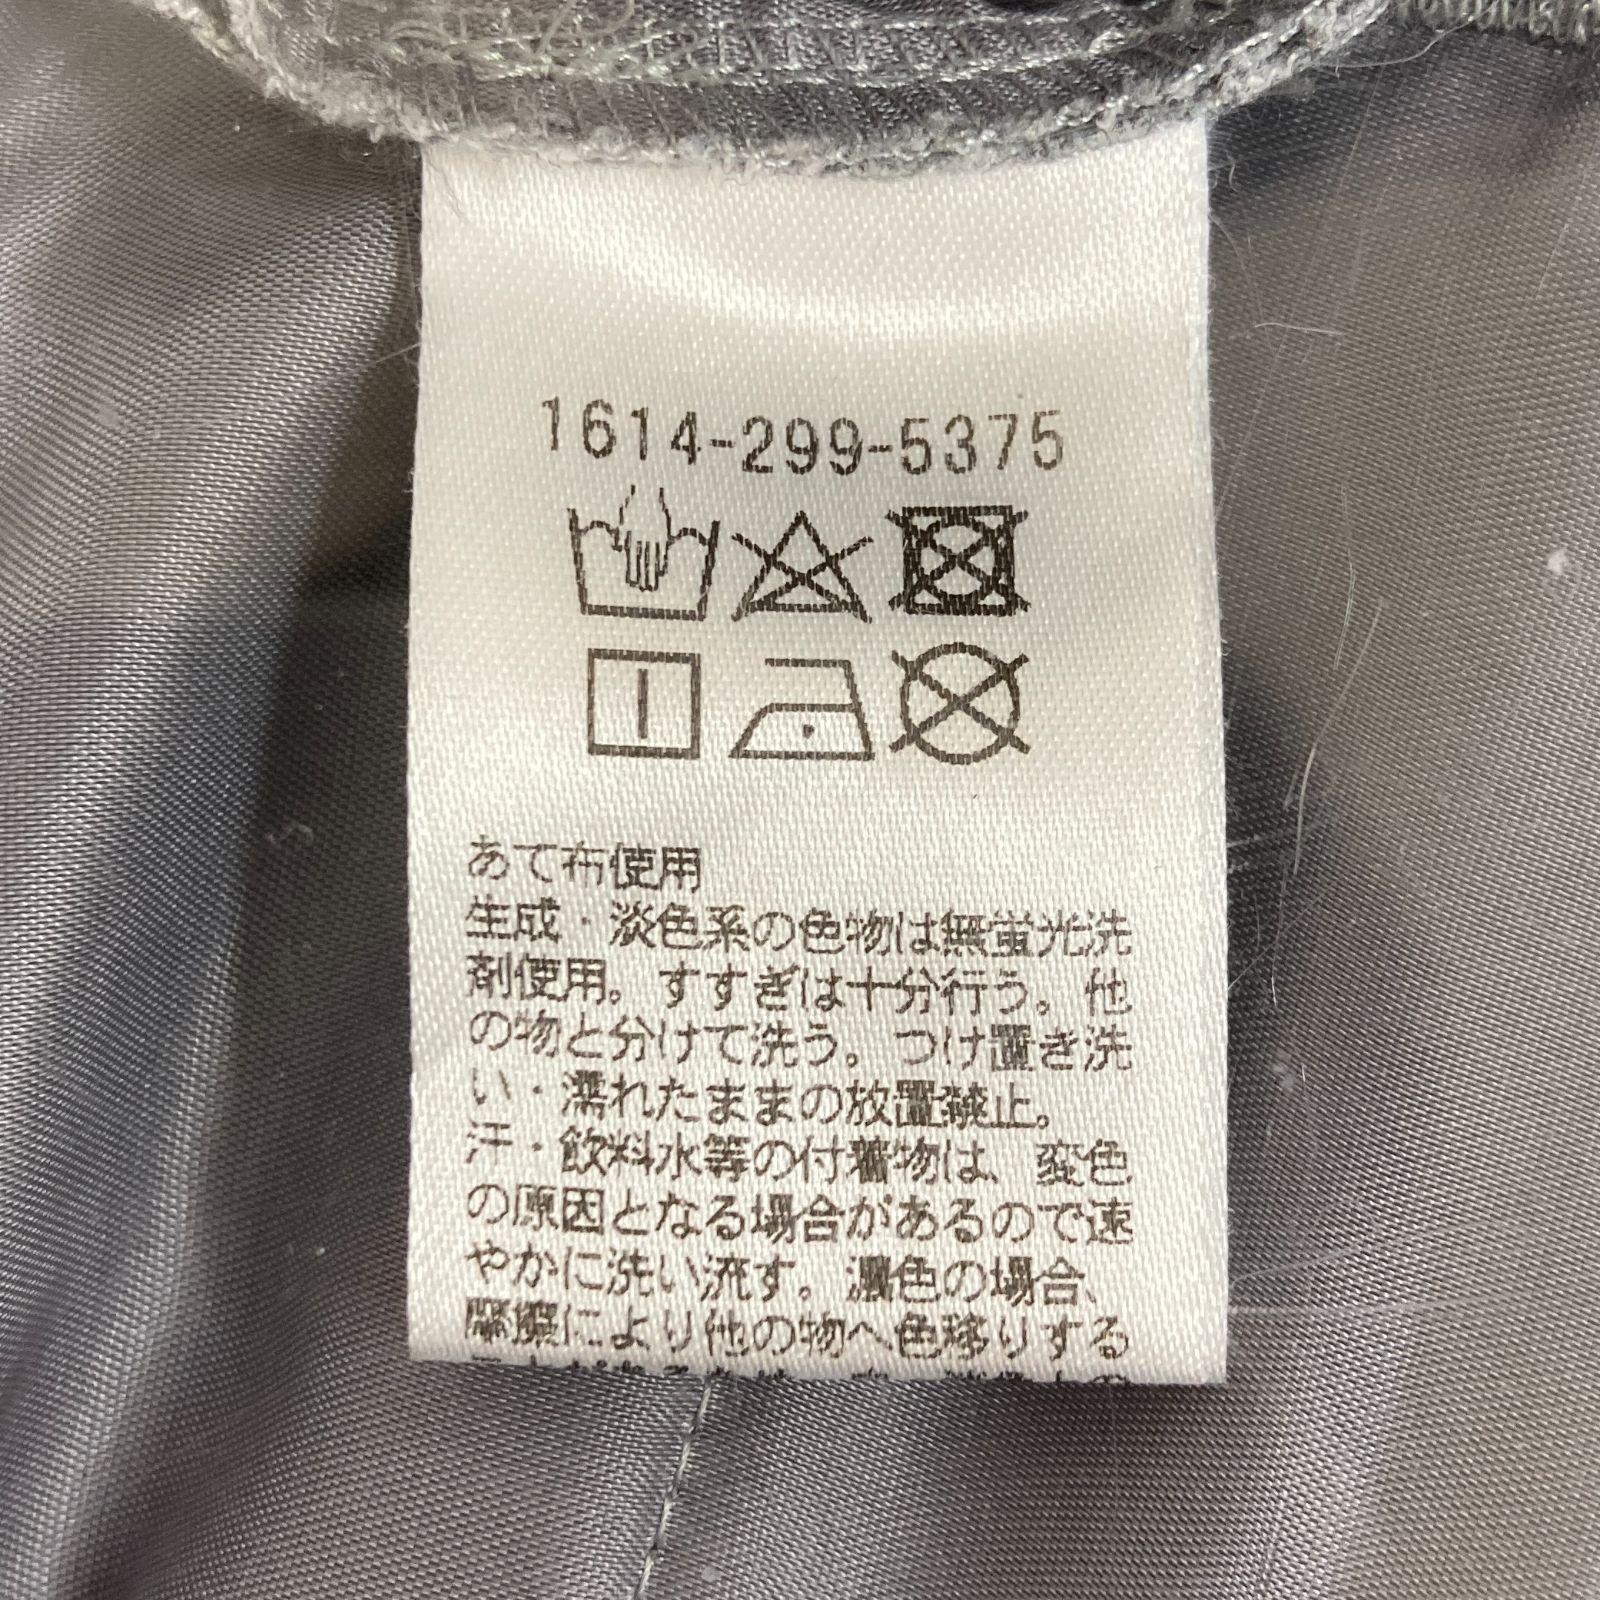 1614-299-5375
あて布使用
生成・淡色系の色物は無蛍光洗
剤使用。すすぎは十分行う。他
の物と分けて洗う。つけ置き洗
い・濡れたままの放置禁止。
汗・飲料水等の付着物は、変色
の原因となる場合があるので速
やかに洗い流す。濃色の場合、
摩擦により他の物へ色移りする